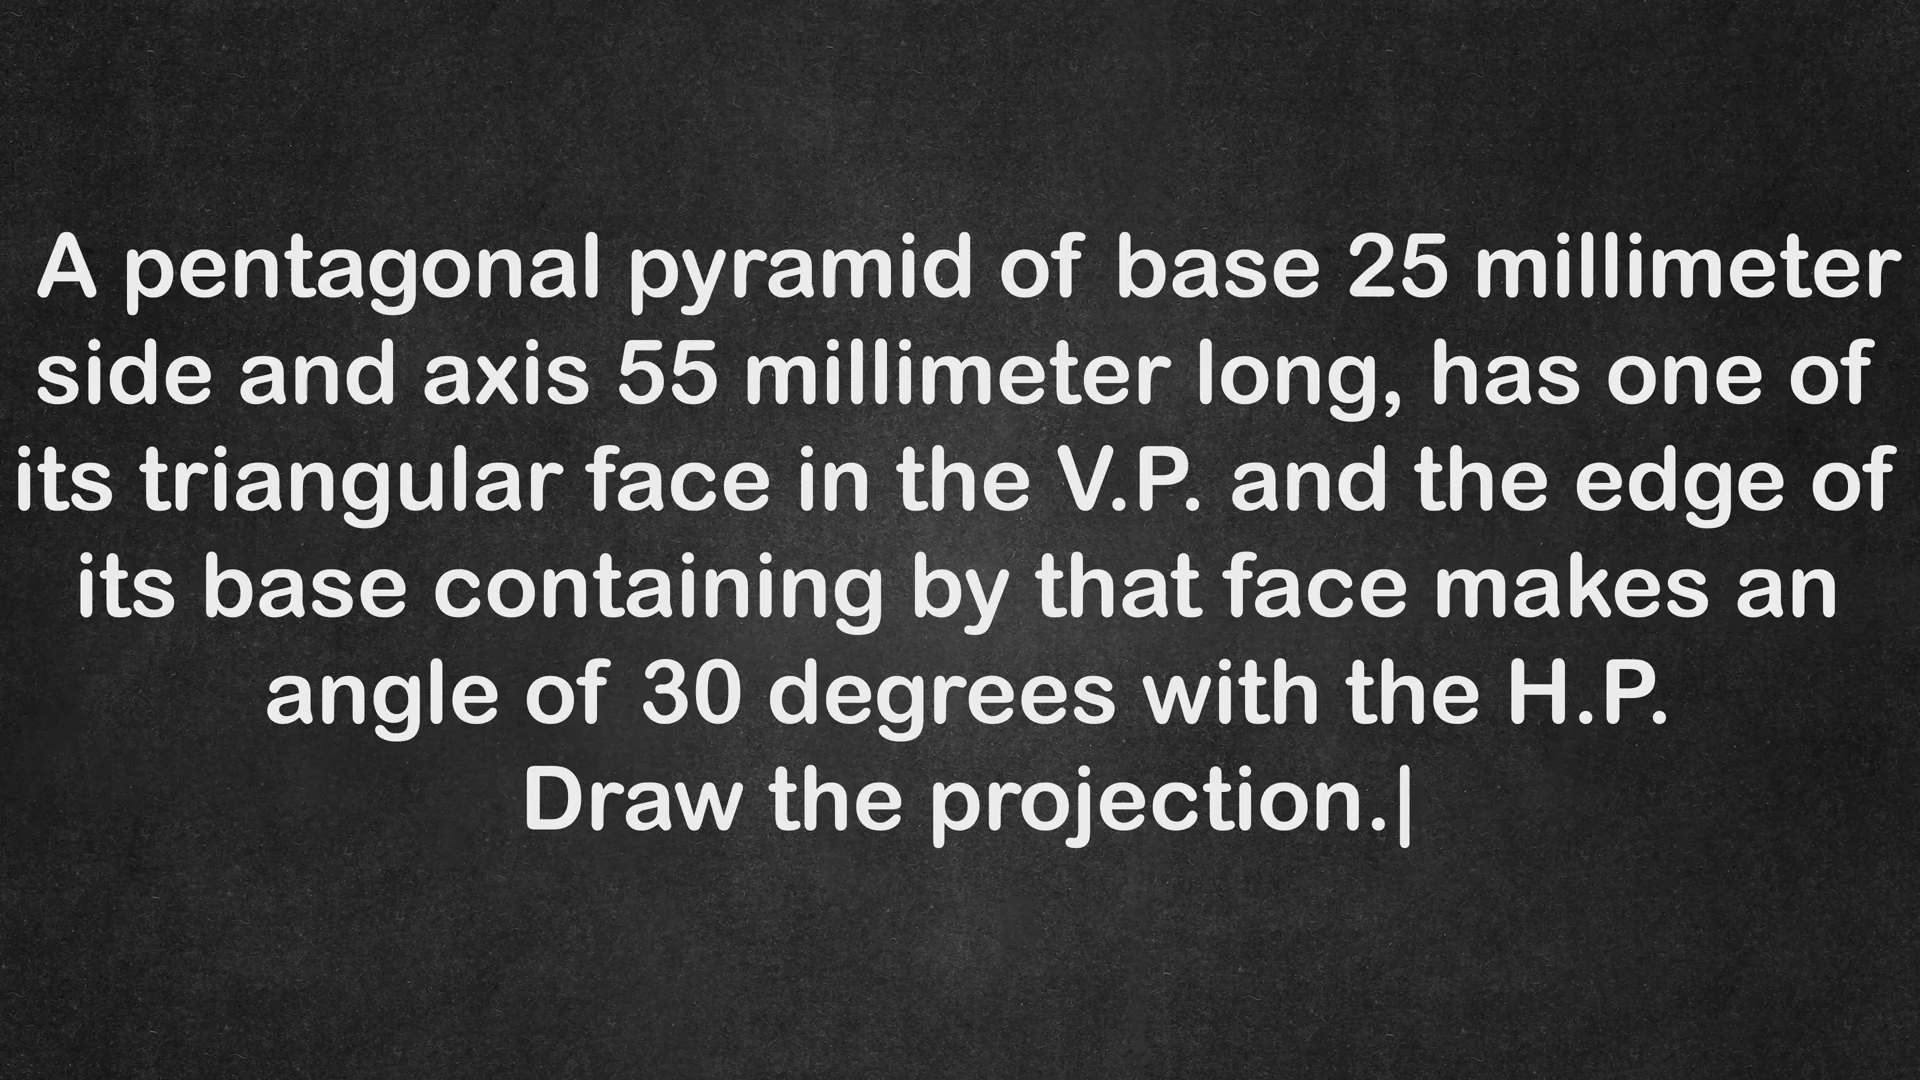 A pentagonal pyramid of base 25 millimeter
side and axis 55 millimeter long, has one of
its triangular face in the V.P. and the edge of
its base containing by that face makes an
angle of 30 degrees with the H.P.
Draw the projection.|